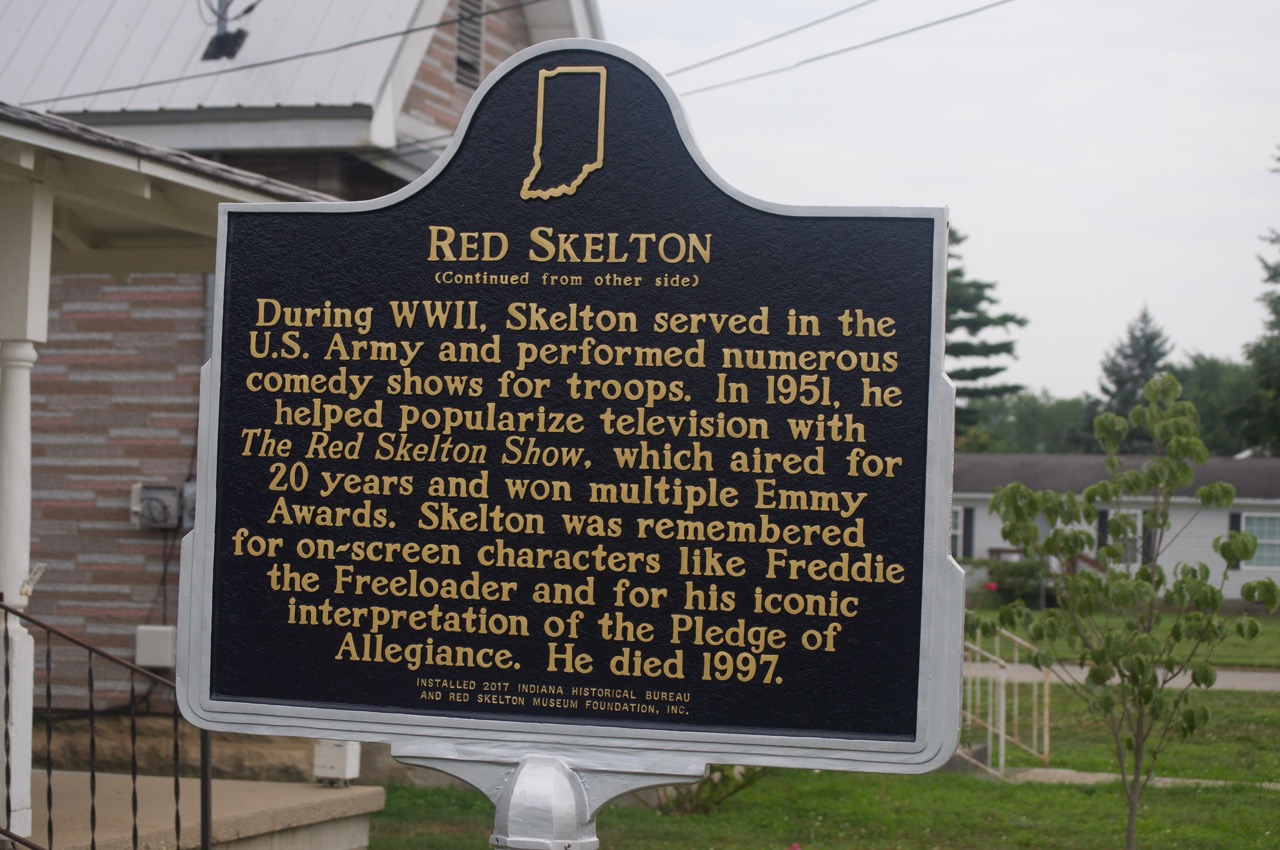 RED SKELTON
(Continued from other side)
During WWII, Skelton served in the
U.S. Army and performed numerous
comedy shows for troops. In 1951, he
helped popularize television with
The Red Skelton Show, which aired for
20 years and won multiple Emmy
Awards. Skelton was remembered
for on-screen characters like Freddie
the Freeloader and for his iconic
interpretation of the Pledge of
Allegiance. He died 1997.
INSTALLED 2017 INDIANA HISTORICAL BUREAU
AND RED SKELTON MUSEUM FOUNDATION, INC.